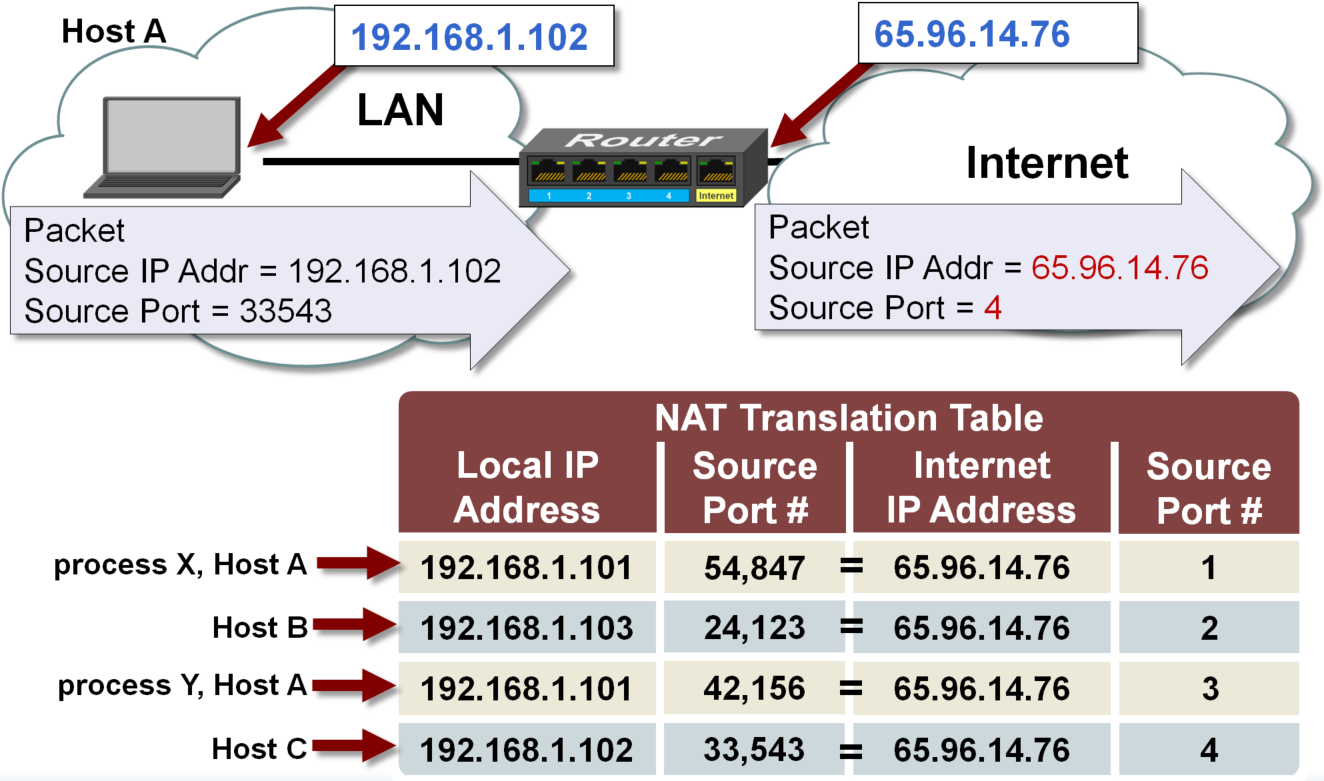 Host A
192.168.1.102
65.96.14.76
LAN
Router
1 2 3 4 Internet
Internet
Packet
Source IP Addr = 192.168.1.102
Source Port = 33543
Packet
Source IP Addr = 65.96.14.76
Source Port = 4
NAT Translation Table
Local IP Address Source Port # Internet IP Address Source Port #
process X, Host A 192.168.1.101 54,847 = 65.96.14.76 1
Host B 192.168.1.103 24,123 = 65.96.14.76 2
process Y, Host A 192.168.1.101 42,156 = 65.96.14.76 3
Host C 192.168.1.102 33,543 = 65.96.14.76 4